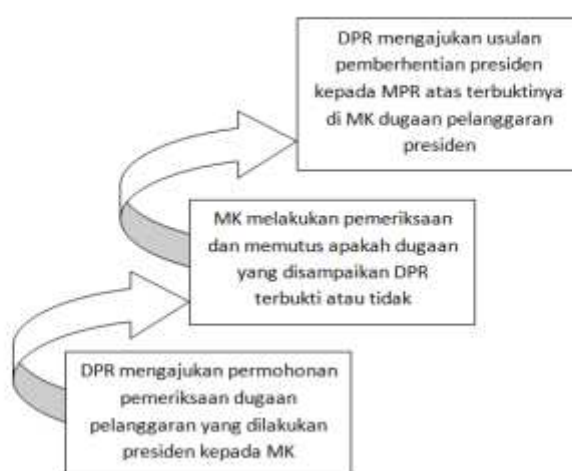 DPR mengajukan usulan
pemberhentian presiden
kepada MPR atas terbuktinya
di MK dugaan pelanggaran
presiden
MK melakukan pemeriksaan
dan memutus apakah dugaan
yang disampaikan DPR
terbukti atau tidak
DPR mengajukan permohonan
pemeriksaan dugaan
pelanggaran yang dilakukan
presiden kepada MK